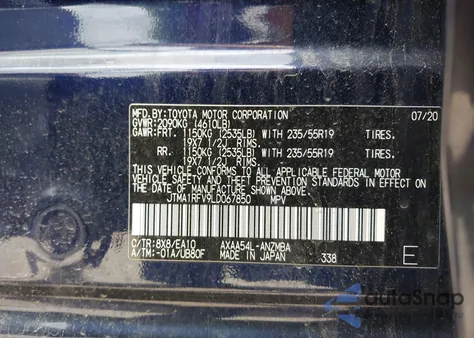 MFD. BY: TOYOTA MOTOR CORPORATION 07/20
GVWR: 2090KG (4610LB)
GAWR: FRT. 1150KG (2535LB) WITH 235/55R19 TIRES,
19X7 1/2J RIMS.
RR. 1150KG (2535LB) WITH 235/55R19 TIRES,
19X7 1/2J RIMS.
THIS VEHICLE CONFORMS TO ALL APPLICABLE FEDERAL MOTOR
VEHICLE SAFETY AND THEFT PREVENTION STANDARDS IN
EFFECT ON THE DATE OF MANUFACTURE SHOWN ABOVE.
JTMA1RFV9LD067850 MPV
C/TR: 8X8/EA10 AXAA54L-ANZMBA
A/TM: -01A/UB80F MADE IN JAPAN 338 E
autosnap